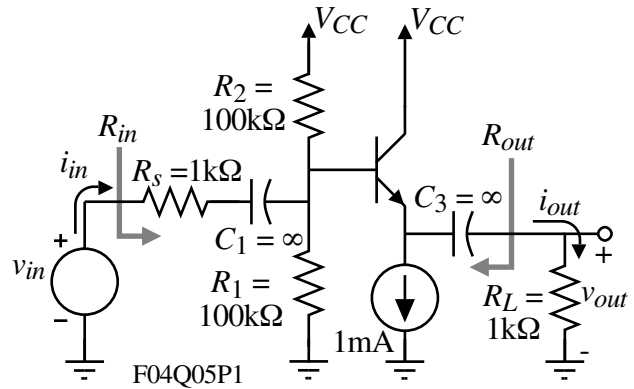 V_CC
V_CC
R_2 =
100kΩ
R_in
i_in
R_s =1kΩ
R_out
C_3 = ∞
i_out
+
C_1 = ∞
+
v_in
−
R_1 =
100kΩ
R_L =
1kΩ
v_out
1mA
-
F04Q05P1